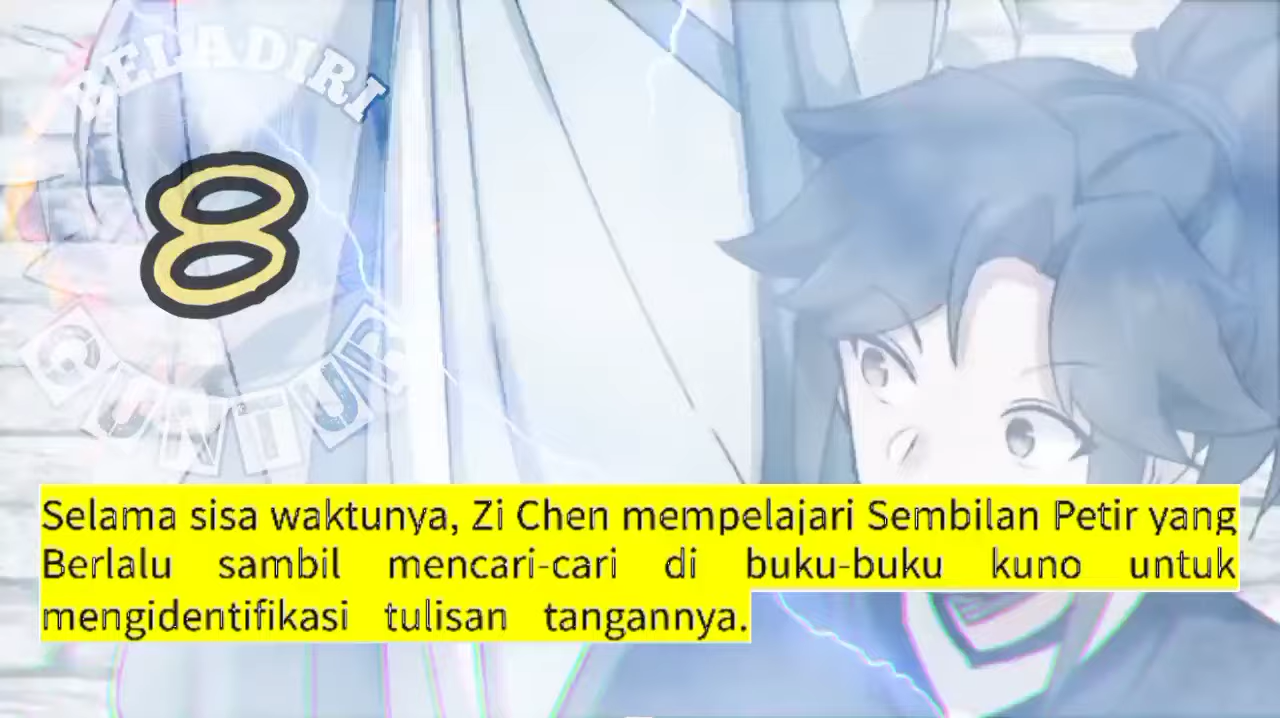 BELADIRI
8
GUNTUR
Selama sisa waktunya, Zi Chen mempelajari Sembilan Petir yang
Berlalu sambil mencari-cari di buku-buku kuno untuk
mengidentifikasi tulisan tangannya.